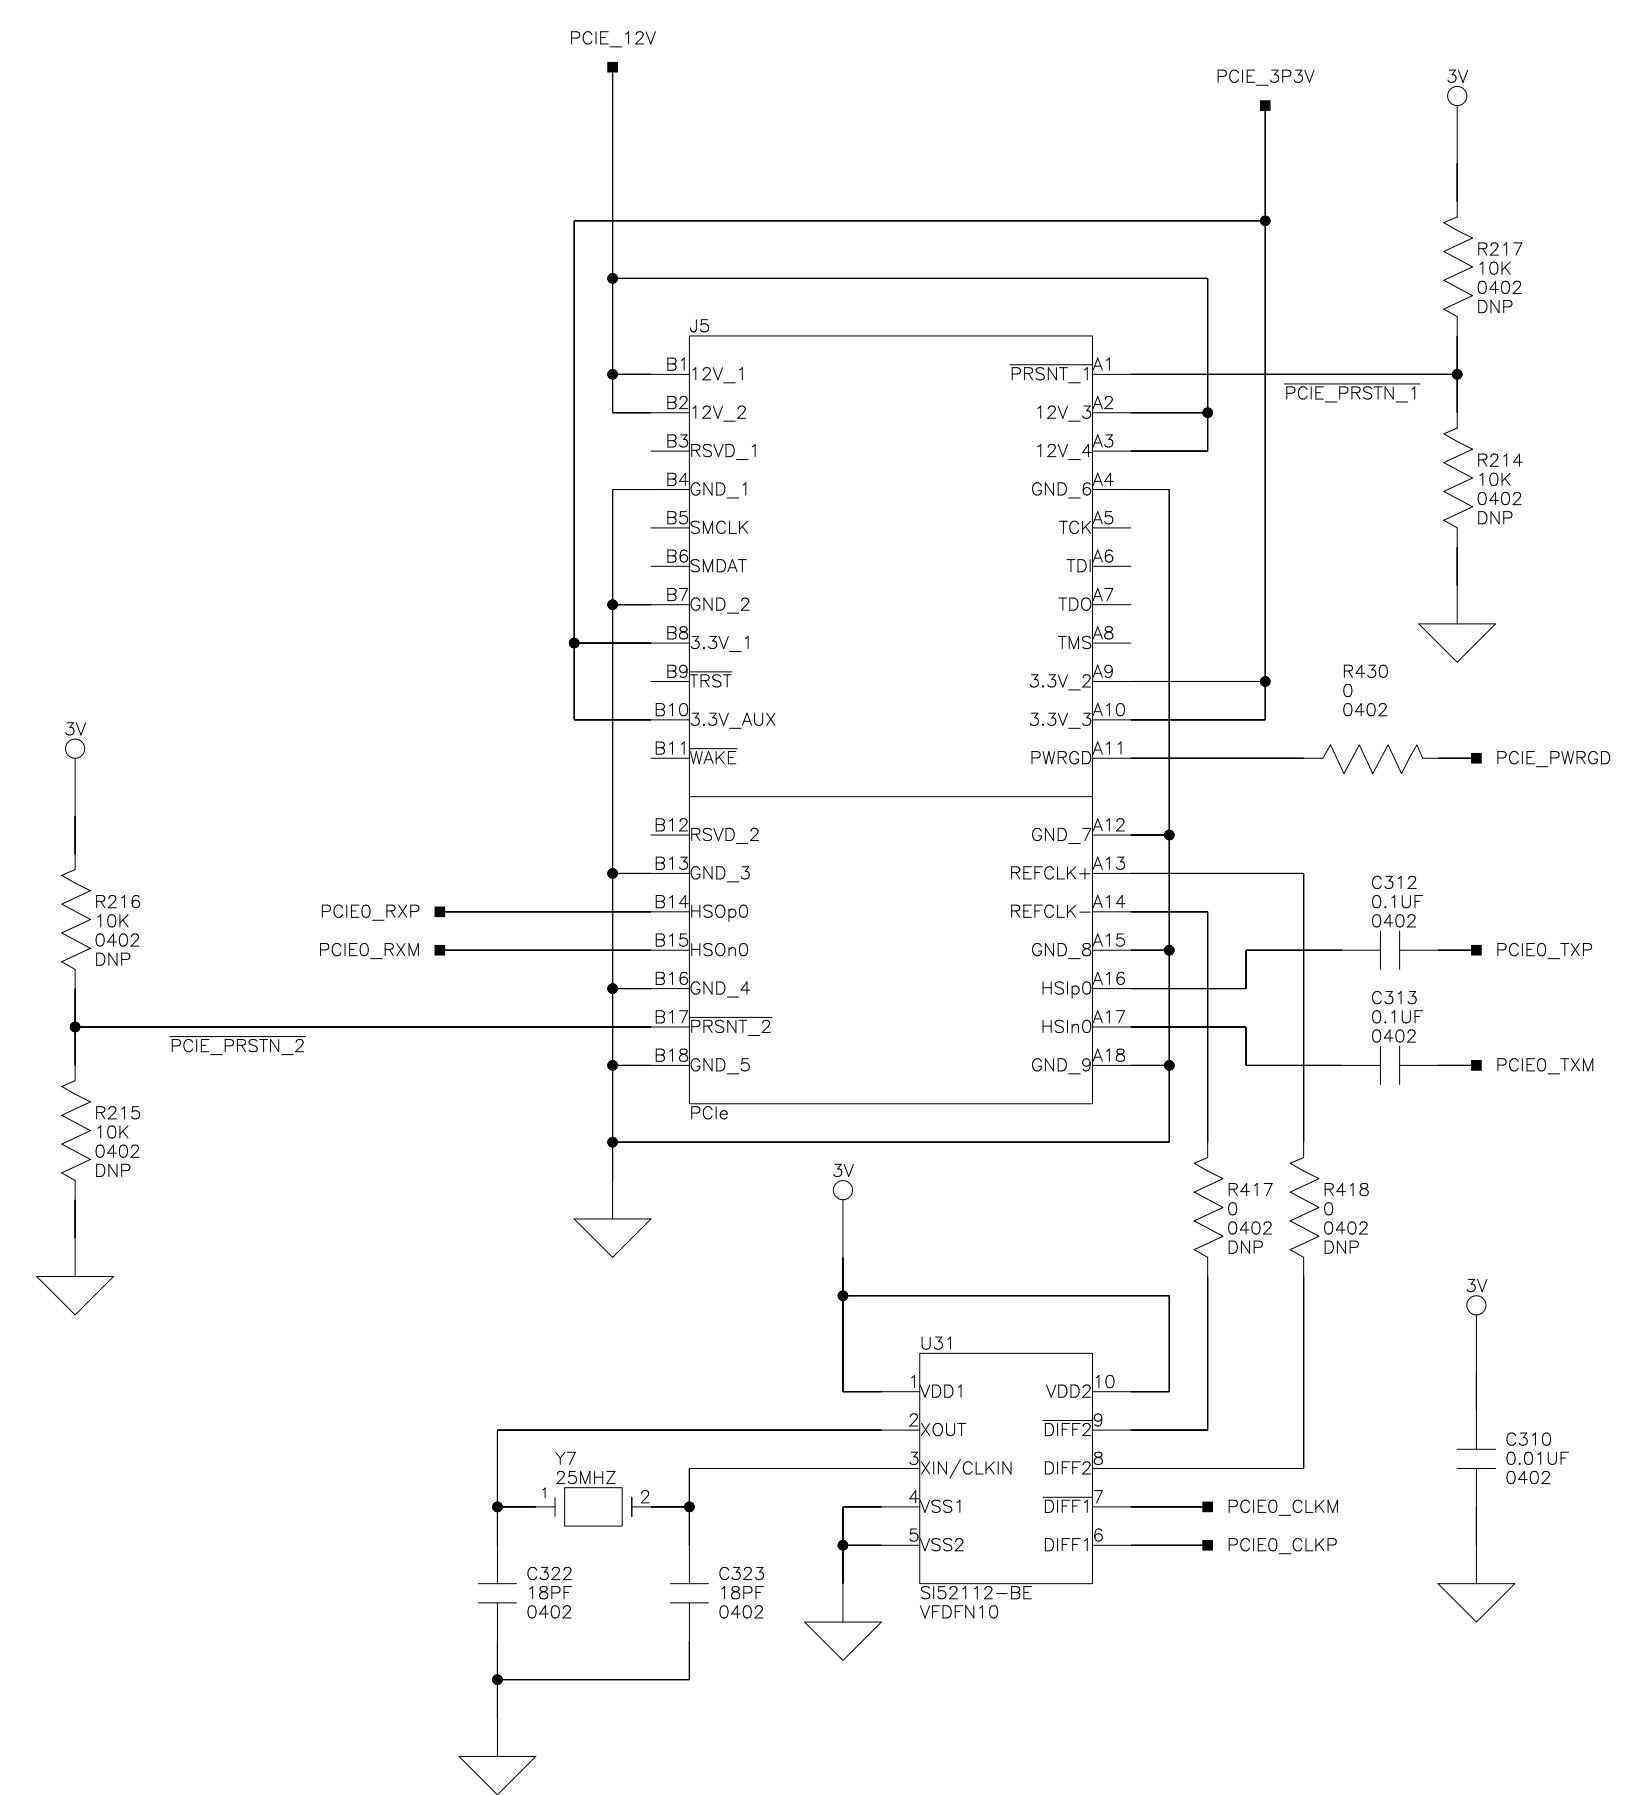 PCIE_12V
PCIE_3P3V
3V
R217
10K
0402
DNP
J5
B1
12V_1
PRSNT_1
A1
PCIE_PRSTN_1
B2
12V_2
12V_3
A2
B3
RSVD_1
12V_4
A3
B4
GND_1
GND_6
A4
R214
10K
0402
DNP
B5
SMCLK
TCK
A5
B6
SMDAT
TDI
A6
B7
GND_2
TDO
A7
B8
3.3V_1
TMS
A8
B9
TRST
3.3V_2
A9
R430
0
0402
B10
3.3V_AUX
3.3V_3
A10
3V
B11
WAKE
PWRGD
A11
PCIE_PWRGD
B12
RSVD_2
GND_7
A12
B13
GND_3
REFCLK+
A13
C312
0.1UF
0402
R216
10K
0402
DNP
PCIE0_RXP
B14
HSOp0
REFCLK-
A14
PCIE0_RXM
B15
HSOn0
GND_8
A15
PCIE0_TXP
B16
GND_4
HSIp0
A16
C313
0.1UF
0402
B17
PRSNT_2
HSIn0
A17
PCIE_PRSTN_2
B18
GND_5
GND_9
A18
PCIE0_TXM
PCIe
R215
10K
0402
DNP
3V
R417
0
0402
DNP
R418
0
0402
DNP
3V
U31
1
VDD1
VDD2
10
2
XOUT
DIFF2
9
3
XIN/CLKIN
DIFF2
8
Y7
25MHZ
1
2
C310
0.01UF
0402
4
VSS1
DIFF1
7
PCIE0_CLKM
5
VSS2
DIFF1
6
PCIE0_CLKP
C322
18PF
0402
C323
18PF
0402
SI52112-BE
VFDFN10